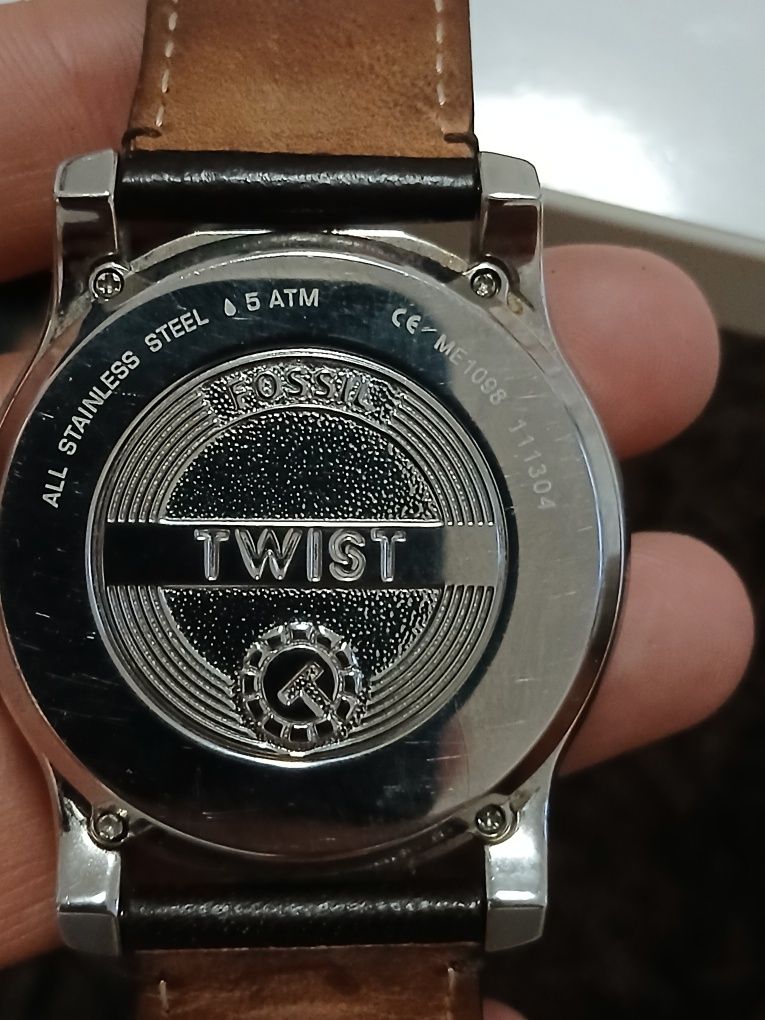 ALL STAINLESS STEEL 5 ATM
CE ME1098 111304
FOSSIL
TWIST
T